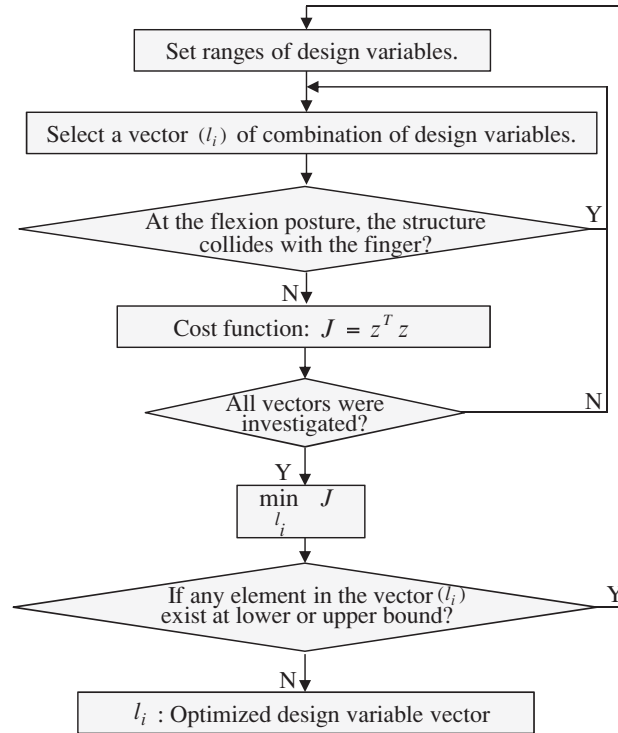 Set ranges of design variables.
Select a vector (l_i) of combination of design variables.
At the flexion posture, the structure
collides with the finger?
Y
N
Cost function: J = z^T z
All vectors were
investigated?
N
Y
min J
l_i
If any element in the vector (l_i)
exist at lower or upper bound?
Y
N
l_i : Optimized design variable vector